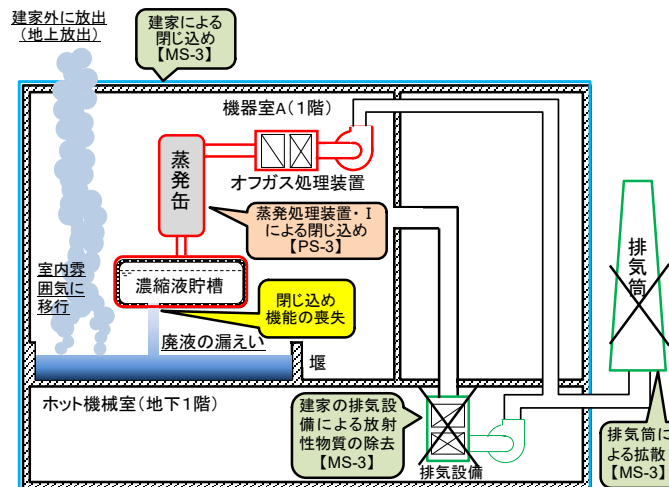 建家外に放出
(地上放出)
建家による
閉じ込め
【MS-3】
機器室A(1階)
蒸発缶
オフガス処理装置
蒸発処理装置・Ⅰ
による閉じ込め
【PS-3】
排気筒
室内雰
囲気に
移行
濃縮液貯槽
閉じ込め
機能の喪失
廃液の漏えい
堰
ホット機械室(地下1階)
建家の排気設
備による放射
性物質の除去
【MS-3】
排気設備
排気筒に
よる拡散
【MS-3】